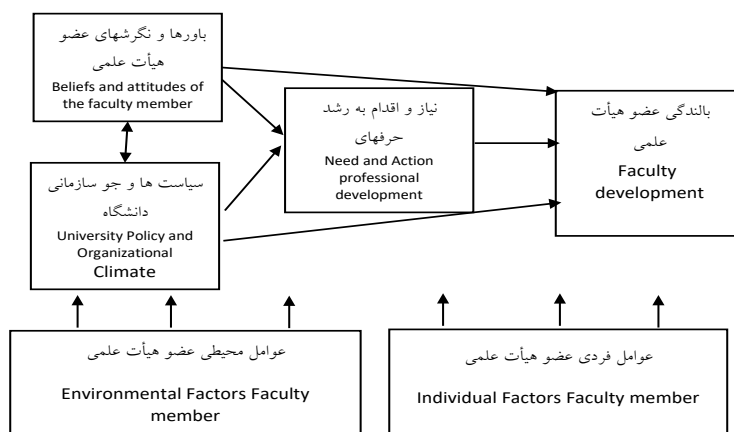 باورها و نگرشهای عضو
هیأت علمی
Beliefs and attitudes of
the faculty member
نیاز و اقدام به رشد
حرفهای
Need and Action
professional
development
بالندگی عضو هیأت
علمی
Faculty
development
سیاست ها و جو سازمانی
دانشگاه
University Policy and
Organizational
Climate
عوامل محیطی عضو هیأت علمی
Environmental Factors Faculty
member
عوامل فردی عضو هیأت علمی
Individual Factors Faculty member